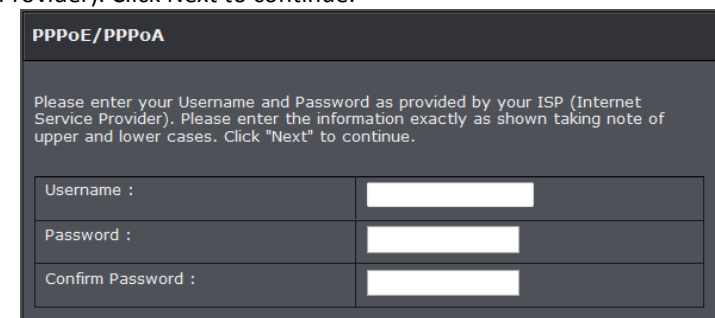 Provider). Click Next to continue.
PPPoE/PPPoA
Please enter your Username and Password as provided by your ISP (Internet
Service Provider). Please enter the information exactly as shown taking note of
upper and lower cases. Click "Next" to continue.
Username :
Password :
Confirm Password :